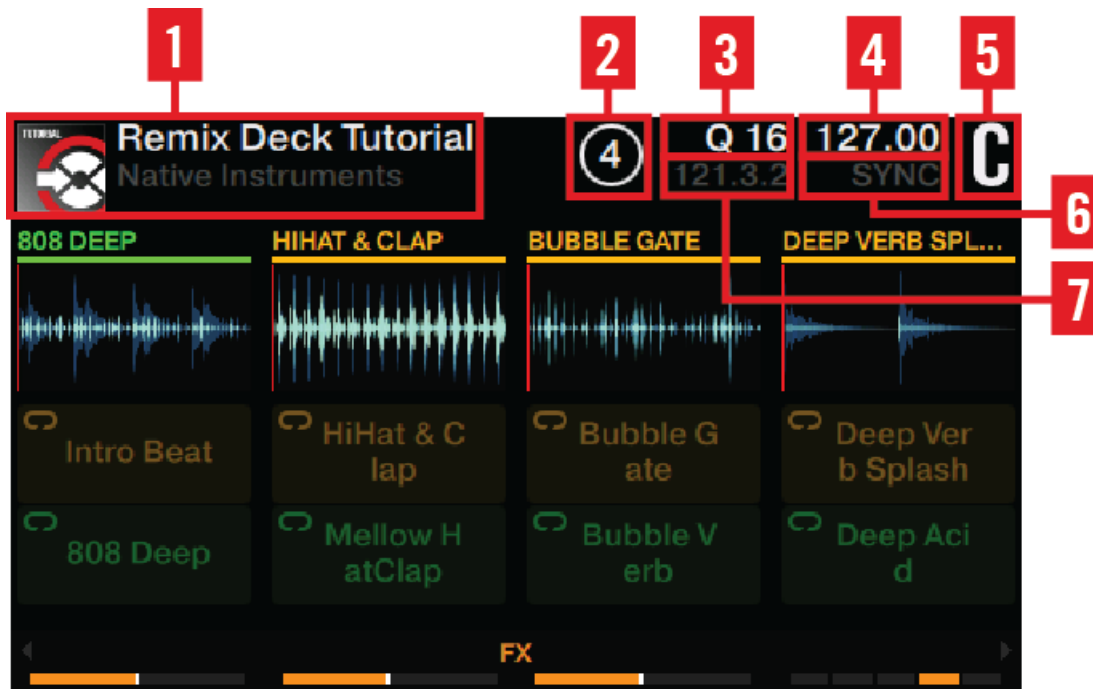 1
2
3
4
5
TUTORIAL
Remix Deck Tutorial
Native Instruments
4
Q 16
121.3.2
127.00
SYNC
C
6
7
808 DEEP
HIHAT & CLAP
BUBBLE GATE
DEEP VERB SPL...
Intro Beat
HiHat & C
lap
Bubble G
ate
Deep Ver
b Splash
808 Deep
Mellow H
atClap
Bubble V
erb
Deep Aci
d
FX